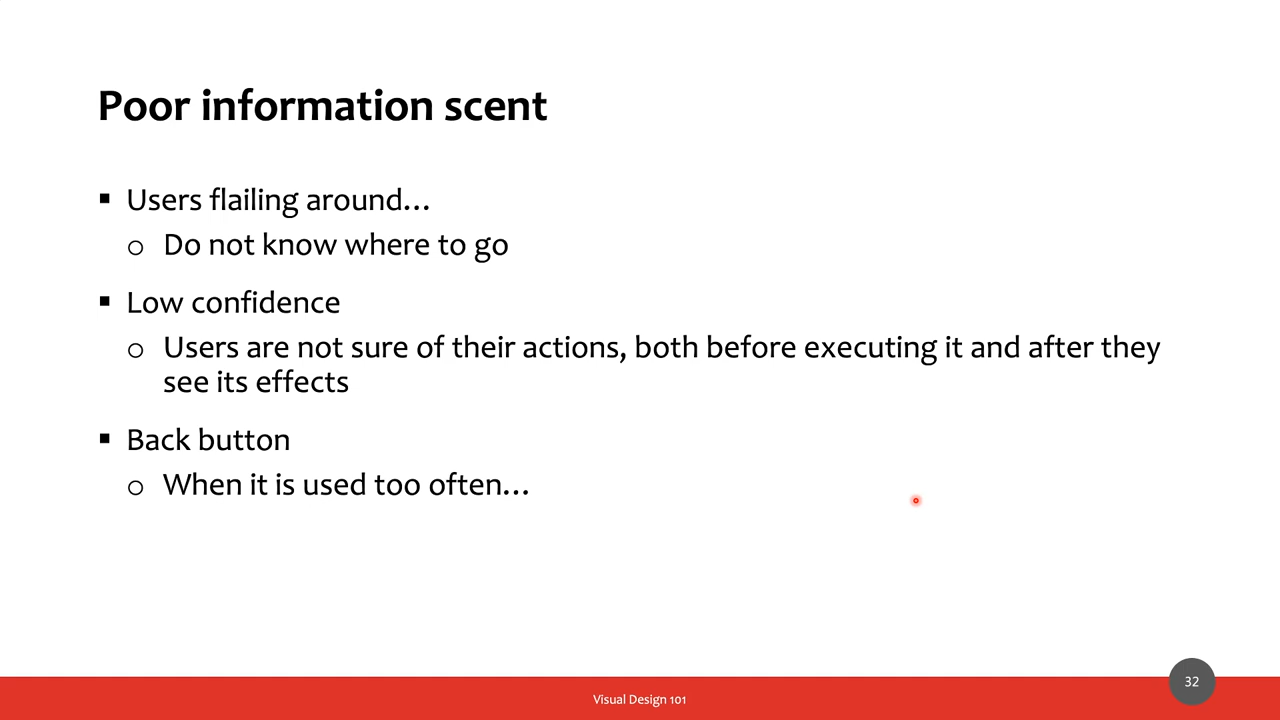 Poor information scent
▪ Users flailing around…
o Do not know where to go
▪ Low confidence
o Users are not sure of their actions, both before executing it and after they
see its effects
▪ Back button
o When it is used too often…
32
Visual Design 101